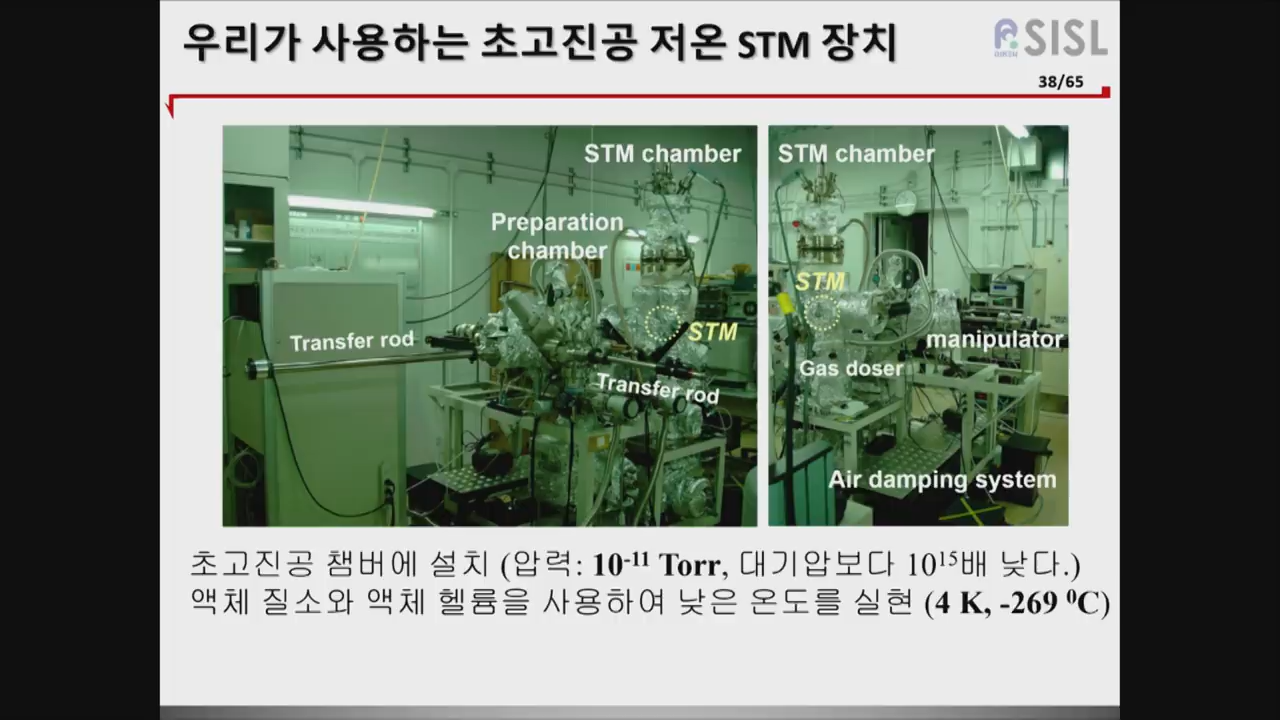 우리가 사용하는 초고진공 저온 STM 장치
SISL
38/65
STM chamber
Preparation
chamber
STM
Transfer rod
Transfer rod
STM chamber
STM
manipulator
Gas doser
Air damping system
초고진공 챔버에 설치 (압력: 10⁻¹¹ Torr, 대기압보다 10¹⁵배 낮다.)
액체 질소와 액체 헬륨을 사용하여 낮은 온도를 실현 (4 K, -269 ⁰C)